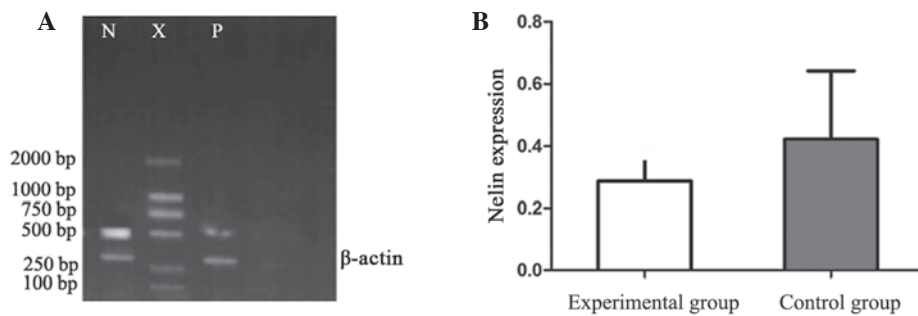 A
N X P
2000 bp
1000 bp
750 bp
500 bp
250 bp
100 bp
β-actin
B
Nelin expression
0.8
0.6
0.4
0.2
0.0
Experimental group Control group